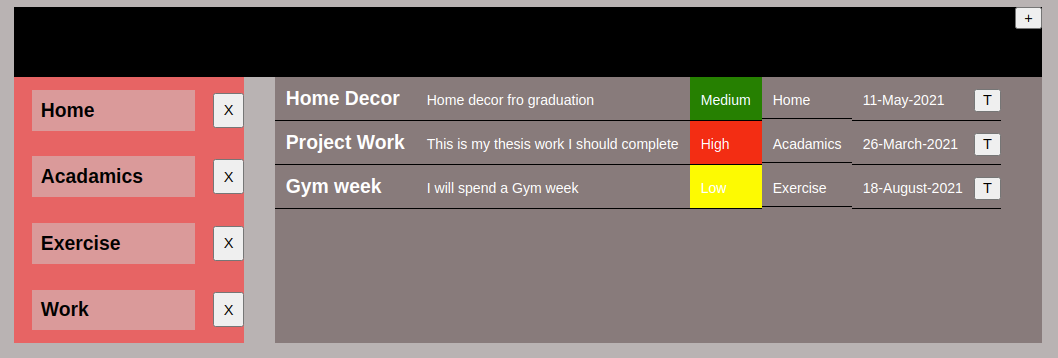 +
Home X
Acadamics X
Exercise X
Work X
Home Decor Home decor fro graduation Medium Home 11-May-2021 T
Project Work This is my thesis work I should complete High Acadamics 26-March-2021 T
Gym week I will spend a Gym week Low Exercise 18-August-2021 T